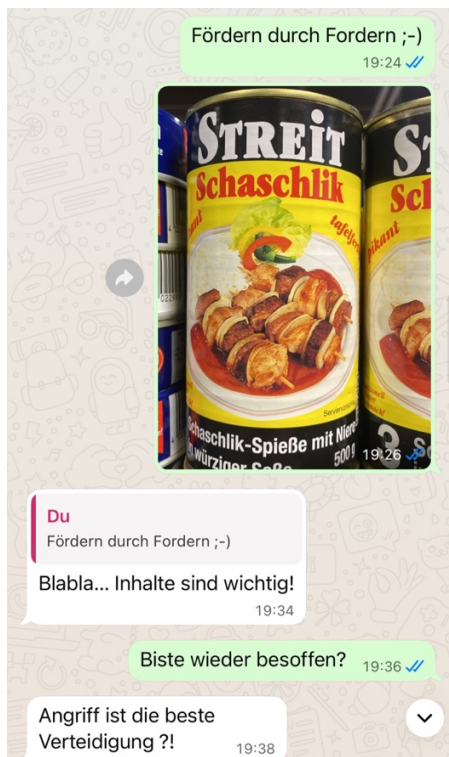 Fördern durch Fordern ;-)
19:24
STREIT
Schaschlik
tafelfer
Schaschlik-Spieße mit Niere
würziger Soße
500 g
19:26
S
Scl
pikant
Du
Fördern durch Fordern ;-)
Blabla... Inhalte sind wichtig!
19:34
Biste wieder besoffen?
19:36
Angriff ist die beste
Verteidigung ?!
19:38